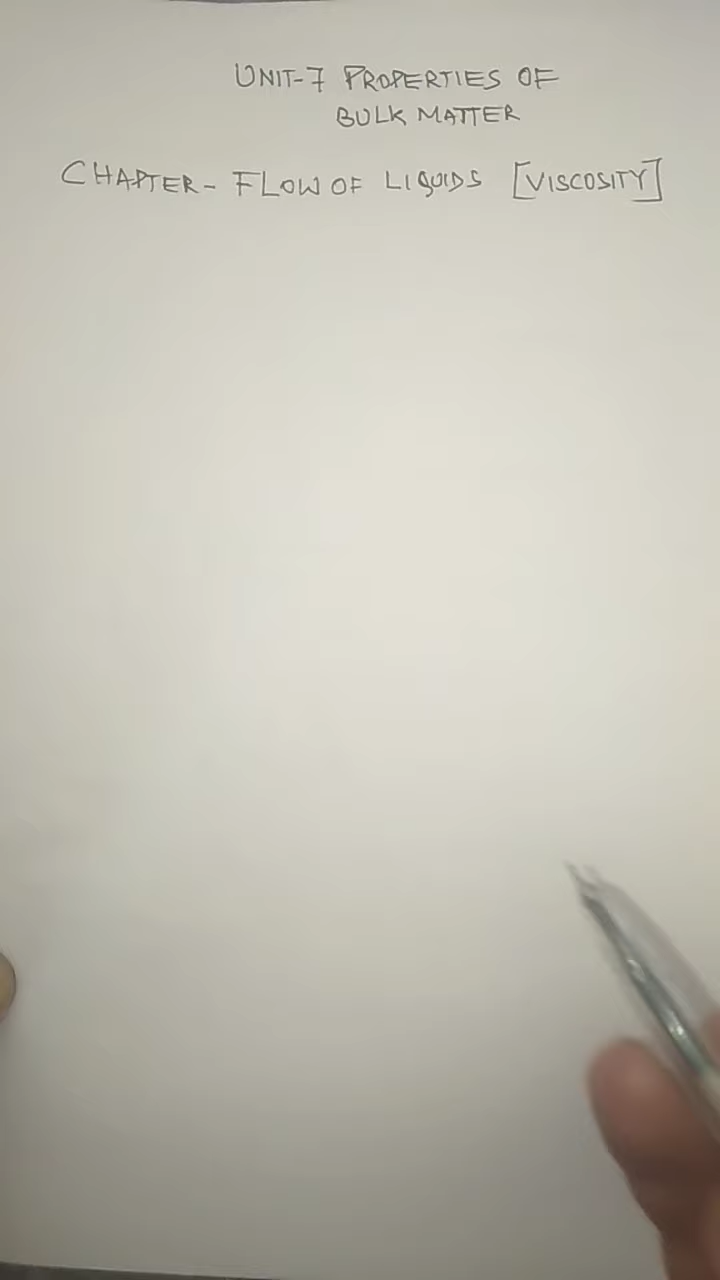 UNIT-7 PROPERTIES OF
BULK MATTER
CHAPTER- FLOW OF LIQUIDS [VISCOSITY]